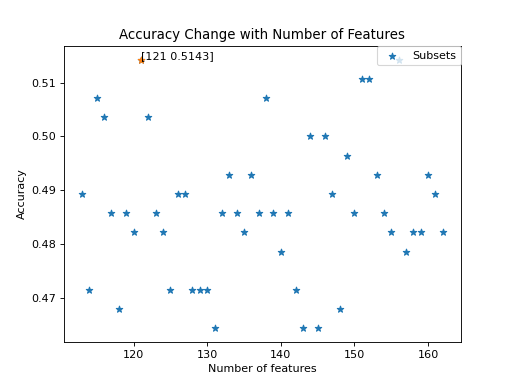 Accuracy Change with Number of Features
[121 0.5143]
Subsets
0.51
0.50
0.49
0.48
0.47
Accuracy
120
130
140
150
160
Number of features